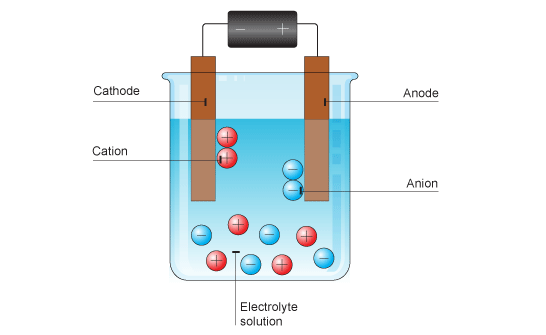 − +
Cathode
Anode
+
Cation
+
−
Anion
−
+
−
−
+
+
−
+
−
Electrolyte
solution